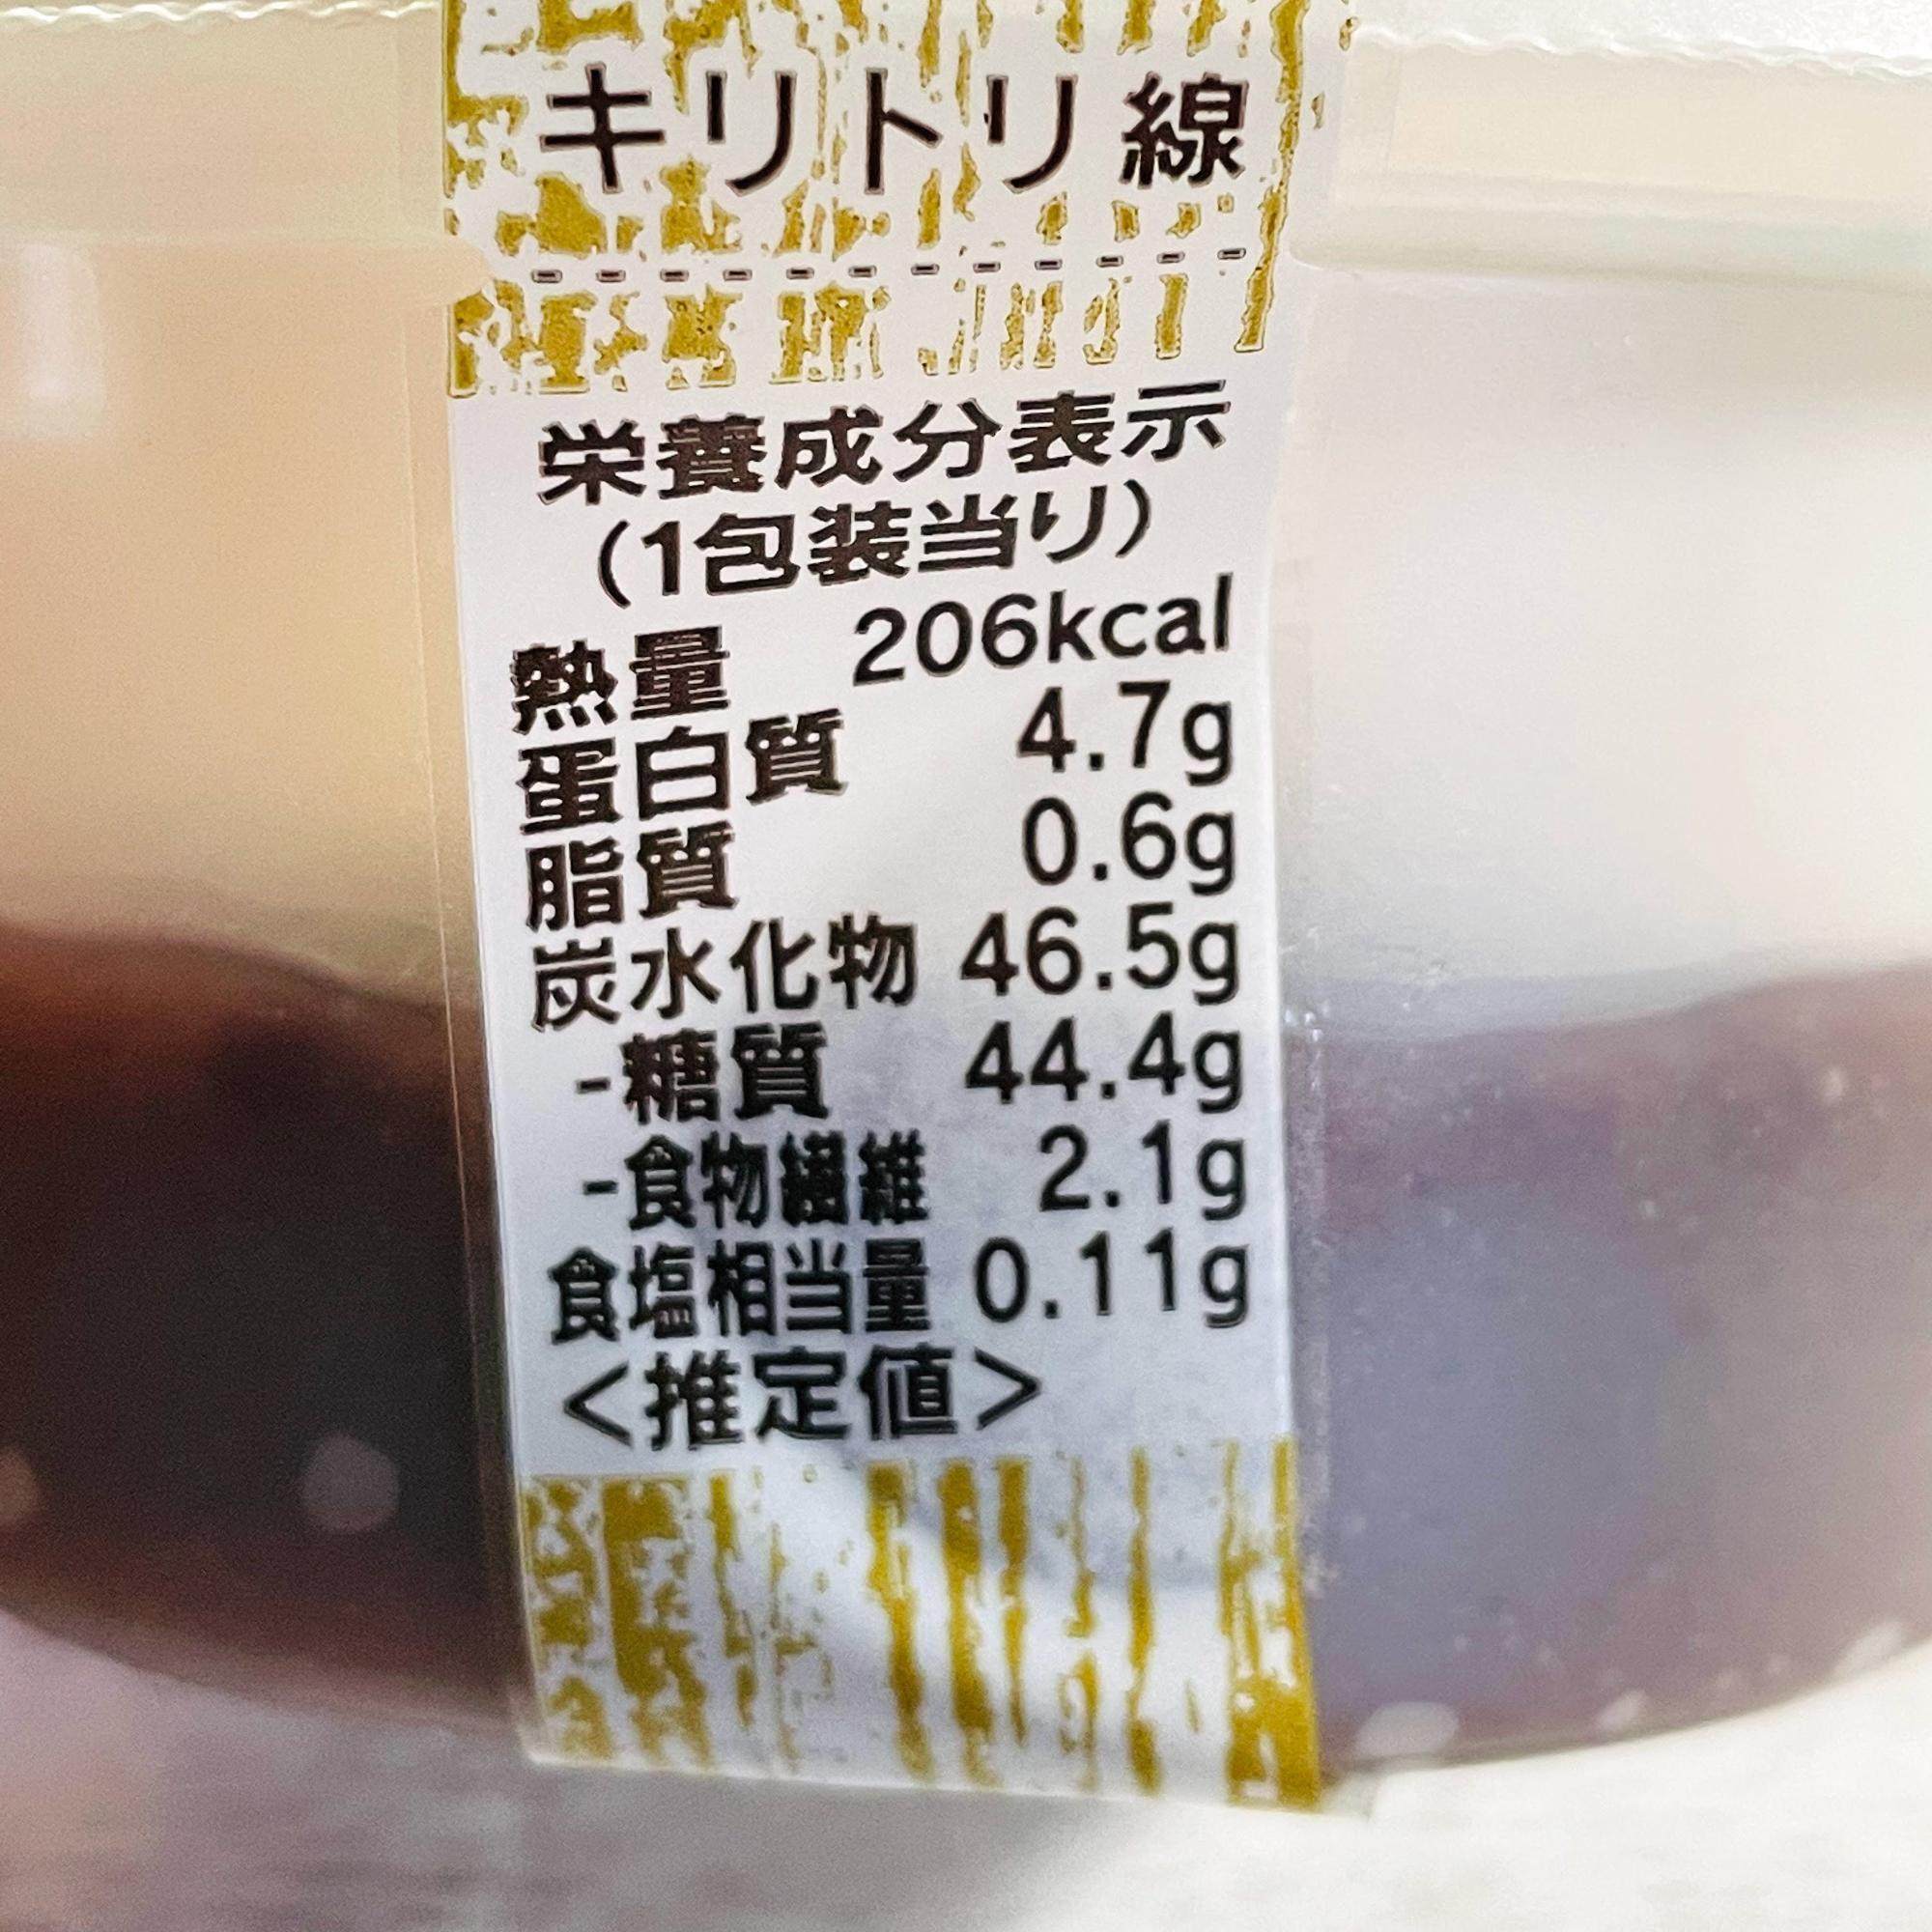 キリトリ線
栄養成分表示
(1包装当り)
熱量 206kcal
蛋白質 4.7g
脂質 0.6g
炭水化物 46.5g
-糖質 44.4g
-食物繊維 2.1g
食塩相当量 0.11g
<推定値>